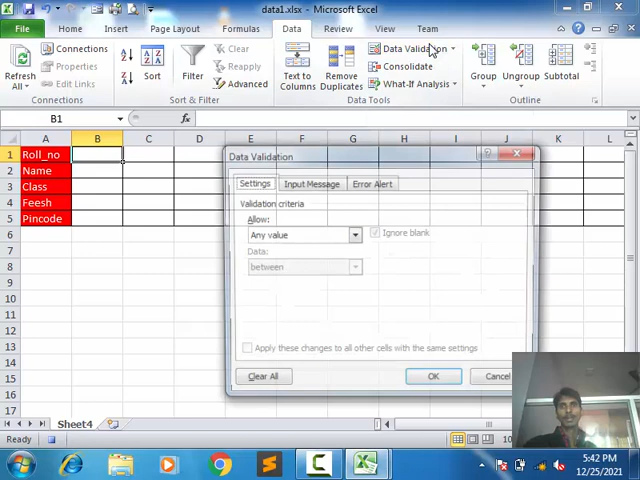 data1.xlsx - Microsoft Excel
File Home Insert Page Layout Formulas Data Review View Team
Refresh All
Connections
Properties
Edit Links
Connections
Sort
Filter
Clear
Reapply
Advanced
Sort & Filter
Text to Columns
Remove Duplicates
Data Validation
Consolidate
What-If Analysis
Data Tools
Group
Ungroup
Subtotal
Outline
B1
fx
A B C D E F G H I J K L
1 Roll_no
2 Name
3 Class
4 Feesh
5 Pincode
6
7
8
9
10
11
12
13
14
15
16
17
Data Validation
Settings Input Message Error Alert
Validation criteria
Allow:
Any value
Ignore blank
Data:
between
Apply these changes to all other cells with the same settings
Clear All OK Cancel
Sheet4
Ready
10
5:42 PM
12/25/2021